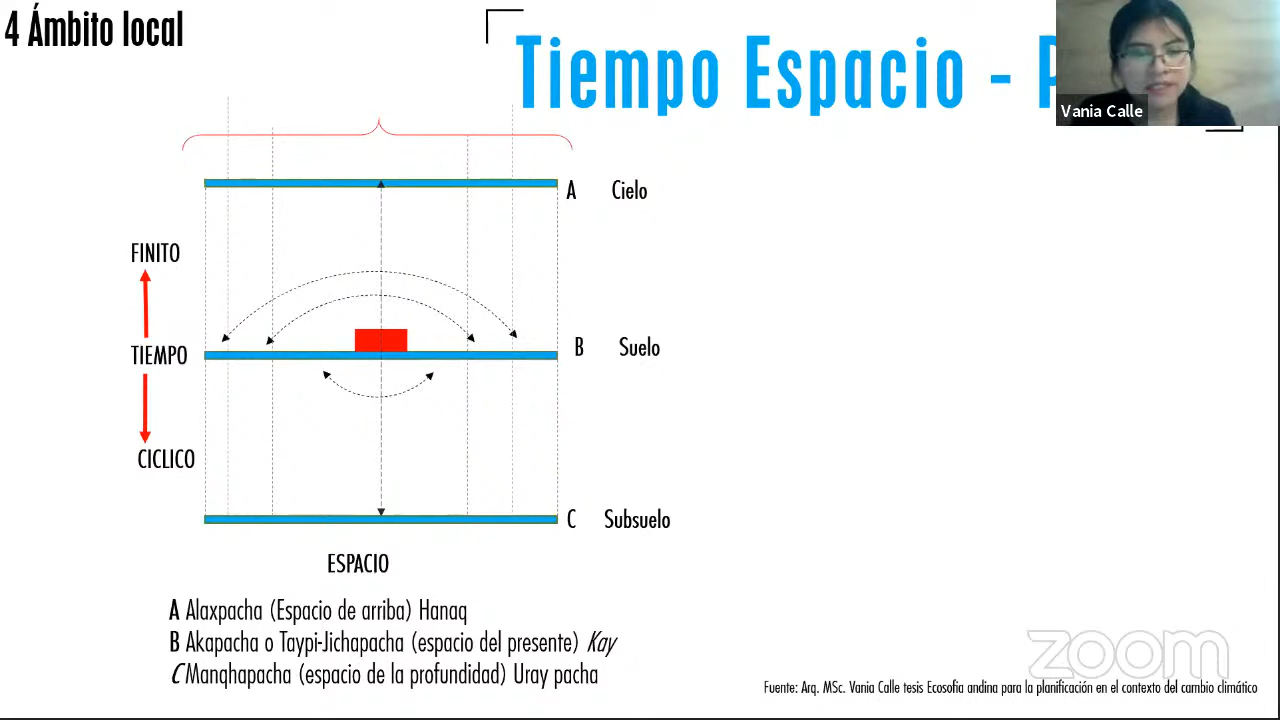 4 Ámbito local
Tiempo Espacio -
Vania Calle
A Cielo
FINITO
B Suelo
TIEMPO
CICLICO
C Subsuelo
ESPACIO
A Alaxpacha (Espacio de arriba) Hanaq
B Akapacha o Taypi-Jichapacha (espacio del presente) Kay
C Manqhapacha (espacio de la profundidad) Uray pacha
zoom
Fuente: Arq. MSc. Vania Calle tesis Ecosofia andina para la planificación en el contexto del cambio climático